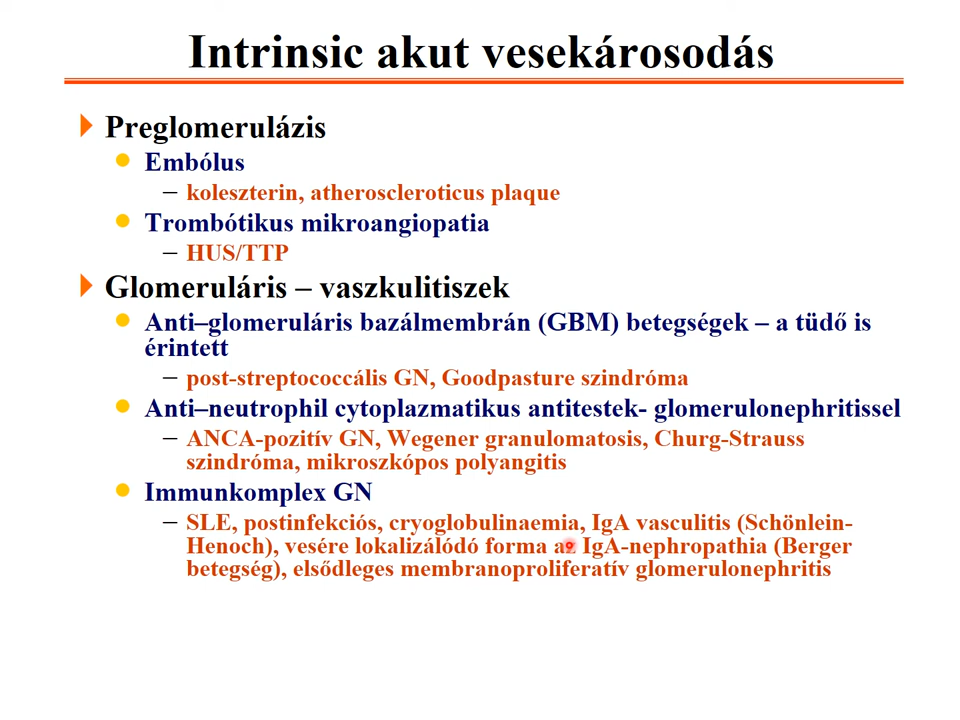 Intrinsic akut vesekárosodás
Preglomerulázis
Embólus
– koleszterin, atheroscleroticus plaque
Trombótikus mikroangiopatia
– HUS/TTP
Glomeruláris – vaszkulitiszek
Anti–glomeruláris bazálmembrán (GBM) betegségek – a tüdő is
érintett
– post-streptococcális GN, Goodpasture szindróma
Anti–neutrophil cytoplazmatikus antitestek- glomerulonephritissel
– ANCA-pozitív GN, Wegener granulomatosis, Churg-Strauss
szindróma, mikroszkópos polyangitis
Immunkomplex GN
– SLE, postinfekciós, cryoglobulinaemia, IgA vasculitis (Schönlein-
Henoch), vesére lokalizálódó forma az IgA-nephropathia (Berger
betegség), elsődleges membranoproliferatív glomerulonephritis